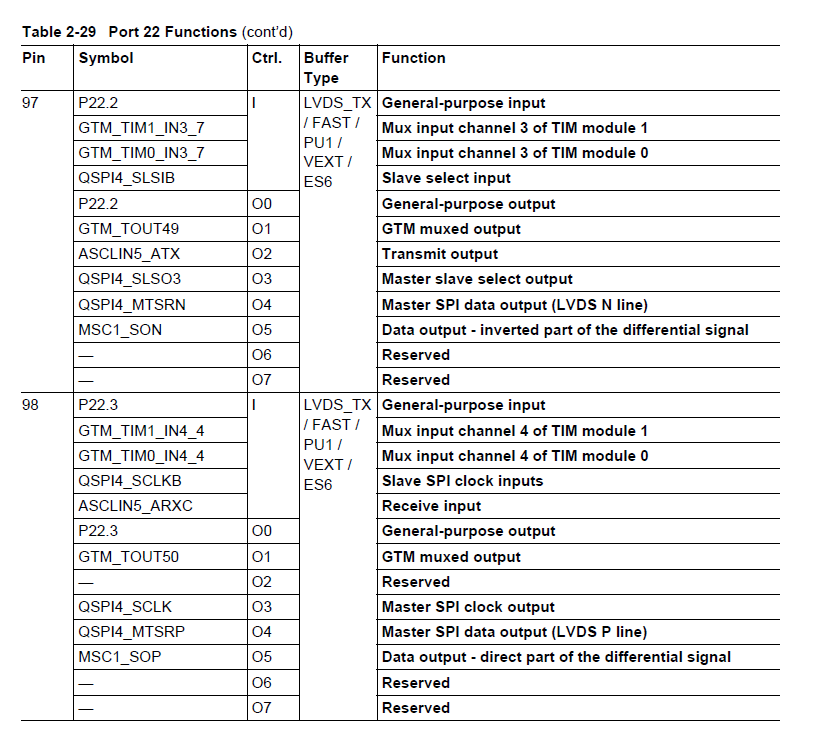 Table 2-29 Port 22 Functions (cont'd)
Pin Symbol Ctrl. Buffer Type Function
97 P22.2 I LVDS_TX / FAST / PU1 / VEXT / ES6 General-purpose input
GTM_TIM1_IN3_7 Mux input channel 3 of TIM module 1
GTM_TIM0_IN3_7 Mux input channel 3 of TIM module 0
QSPI4_SLSIB Slave select input
P22.2 O0 General-purpose output
GTM_TOUT49 O1 GTM muxed output
ASCLIN5_ATX O2 Transmit output
QSPI4_SLSO3 O3 Master slave select output
QSPI4_MTSRN O4 Master SPI data output (LVDS N line)
MSC1_SON O5 Data output - inverted part of the differential signal
— O6 Reserved
— O7 Reserved
98 P22.3 I LVDS_TX / FAST / PU1 / VEXT / ES6 General-purpose input
GTM_TIM1_IN4_4 Mux input channel 4 of TIM module 1
GTM_TIM0_IN4_4 Mux input channel 4 of TIM module 0
QSPI4_SCLKB Slave SPI clock inputs
ASCLIN5_ARXC Receive input
P22.3 O0 General-purpose output
GTM_TOUT50 O1 GTM muxed output
— O2 Reserved
QSPI4_SCLK O3 Master SPI clock output
QSPI4_MTSRP O4 Master SPI data output (LVDS P line)
MSC1_SOP O5 Data output - direct part of the differential signal
— O6 Reserved
— O7 Reserved